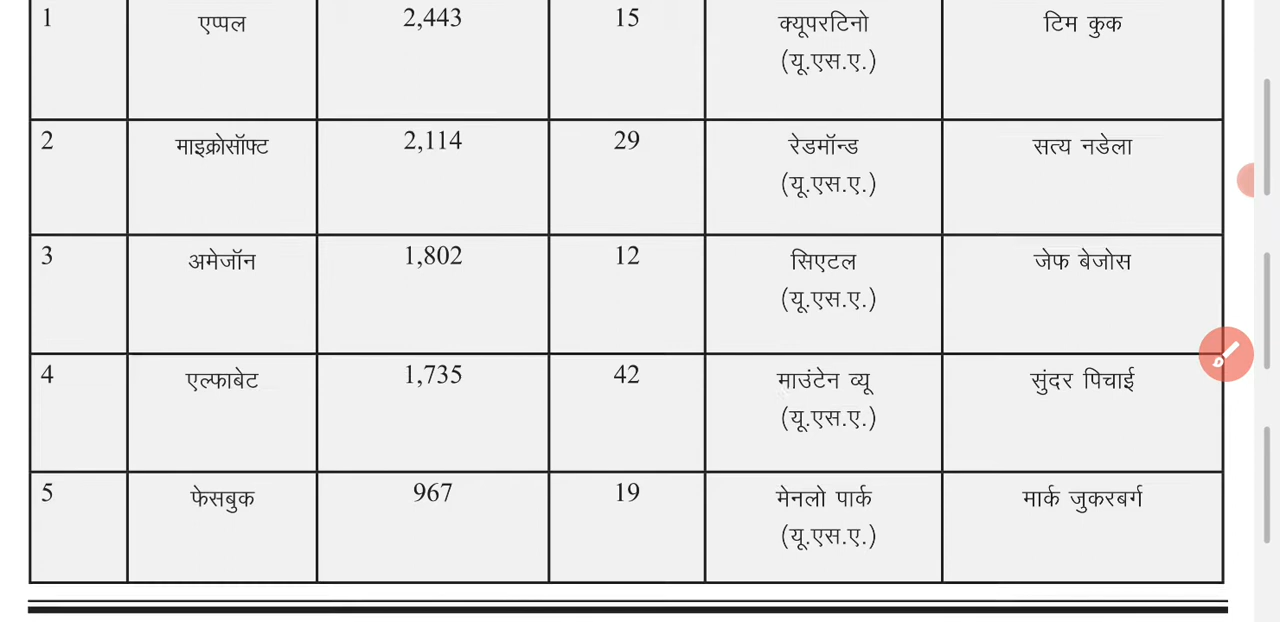 1 एप्पल 2,443 15 क्यूपरटिनो टिम कुक
(यू.एस.ए.)
2 माइक्रोसॉफ्ट 2,114 29 रेडमॉन्ड सत्य नडेला
(यू.एस.ए.)
3 अमेजॉन 1,802 12 सिएटल जेफ बेजोस
(यू.एस.ए.)
4 एल्फाबेट 1,735 42 माउंटेन व्यू सुंदर पिचाई
(यू.एस.ए.)
5 फेसबुक 967 19 मेनलो पार्क मार्क जुकरबर्ग
(यू.एस.ए.)